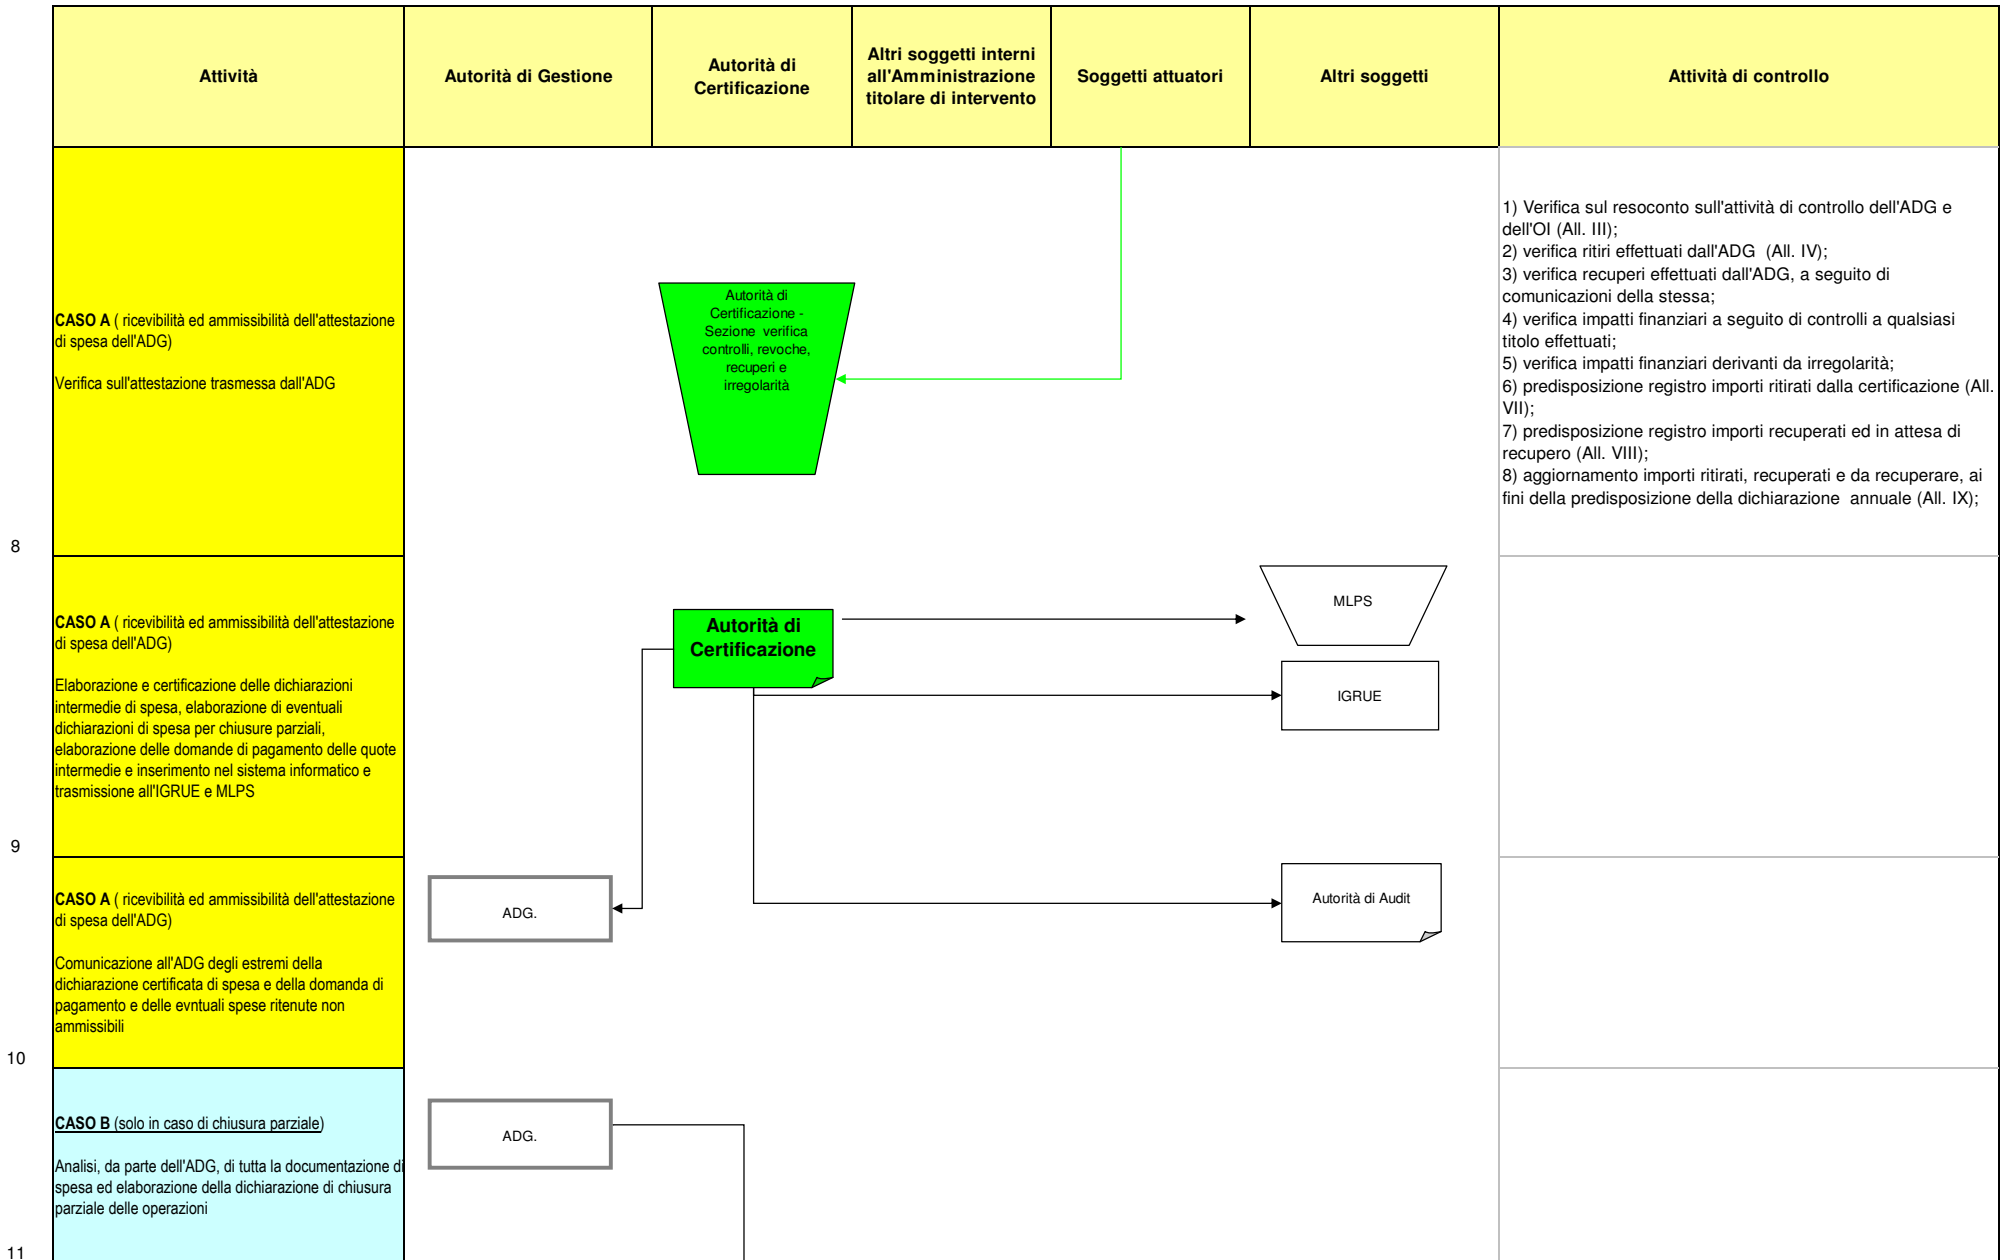 Attività
Autorità di Gestione
Autorità di
Certificazione
Altri soggetti interni
all'Amministrazione
titolare di intervento
Soggetti attuatori
Altri soggetti
Attività di controllo
CASO A ( ricevibilità ed ammissibilità dell'attestazione
di spesa dell'ADG)
Verifica sull'attestazione trasmessa dall'ADG
Autorità di
Certificazione -
Sezione verifica
controlli, revoche,
recuperi e
irregolarità
1) Verifica sul resoconto sull'attività di controllo dell'ADG e
dell'OI (All. III);
2) verifica ritiri effettuati dall'ADG (All. IV);
3) verifica recuperi effettuati dall'ADG, a seguito di
comunicazioni della stessa;
4) verifica impatti finanziari a seguito di controlli a qualsiasi
titolo effettuati;
5) verifica impatti finanziari derivanti da irregolarità;
6) predisposizione registro importi ritirati dalla certificazione (All.
VII);
7) predisposizione registro importi recuperati ed in attesa di
recupero (All. VIII);
8) aggiornamento importi ritirati, recuperati e da recuperare, ai
fini della predisposizione della dichiarazione annuale (All. IX);
8
CASO A ( ricevibilità ed ammissibilità dell'attestazione
di spesa dell'ADG)
Elaborazione e certificazione delle dichiarazioni
intermedie di spesa, elaborazione di eventuali
dichiarazioni di spesa per chiusure parziali,
elaborazione delle domande di pagamento delle quote
intermedie e inserimento nel sistema informatico e
trasmissione all'IGRUE e MLPS
Autorità di
Certificazione
MLPS
IGRUE
9
CASO A ( ricevibilità ed ammissibilità dell'attestazione
di spesa dell'ADG)
Comunicazione all'ADG degli estremi della
dichiarazione certificata di spesa e della domanda di
pagamento e delle evntuali spese ritenute non
ammissibili
ADG.
Autorità di Audit
10
CASO B (solo in caso di chiusura parziale)
Analisi, da parte dell'ADG, di tutta la documentazione di
spesa ed elaborazione della dichiarazione di chiusura
parziale delle operazioni
ADG.
11